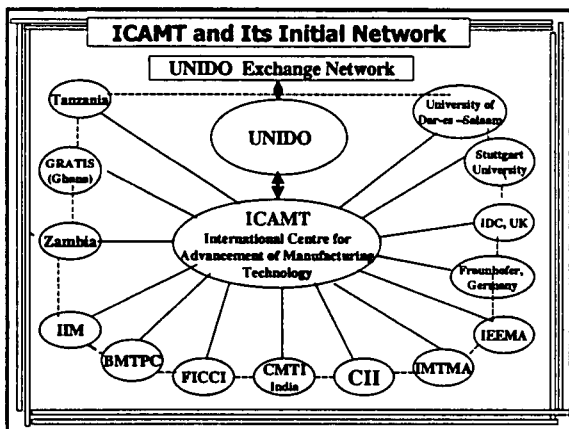 ICAMT and Its Initial Network
UNIDO Exchange Network
Tanzania
University of
Dar-es-Salaam
UNIDO
GRATIS
(Ghana)
Stuttgart
University
ICAMT
International Centre for
Advancement of Manufacturing
Technology
Zambia
IDC, UK
Fraunhofer,
Germany
IIM
IEEMA
BMTPC
FICCI
CMTI
India
CII
IMTMA